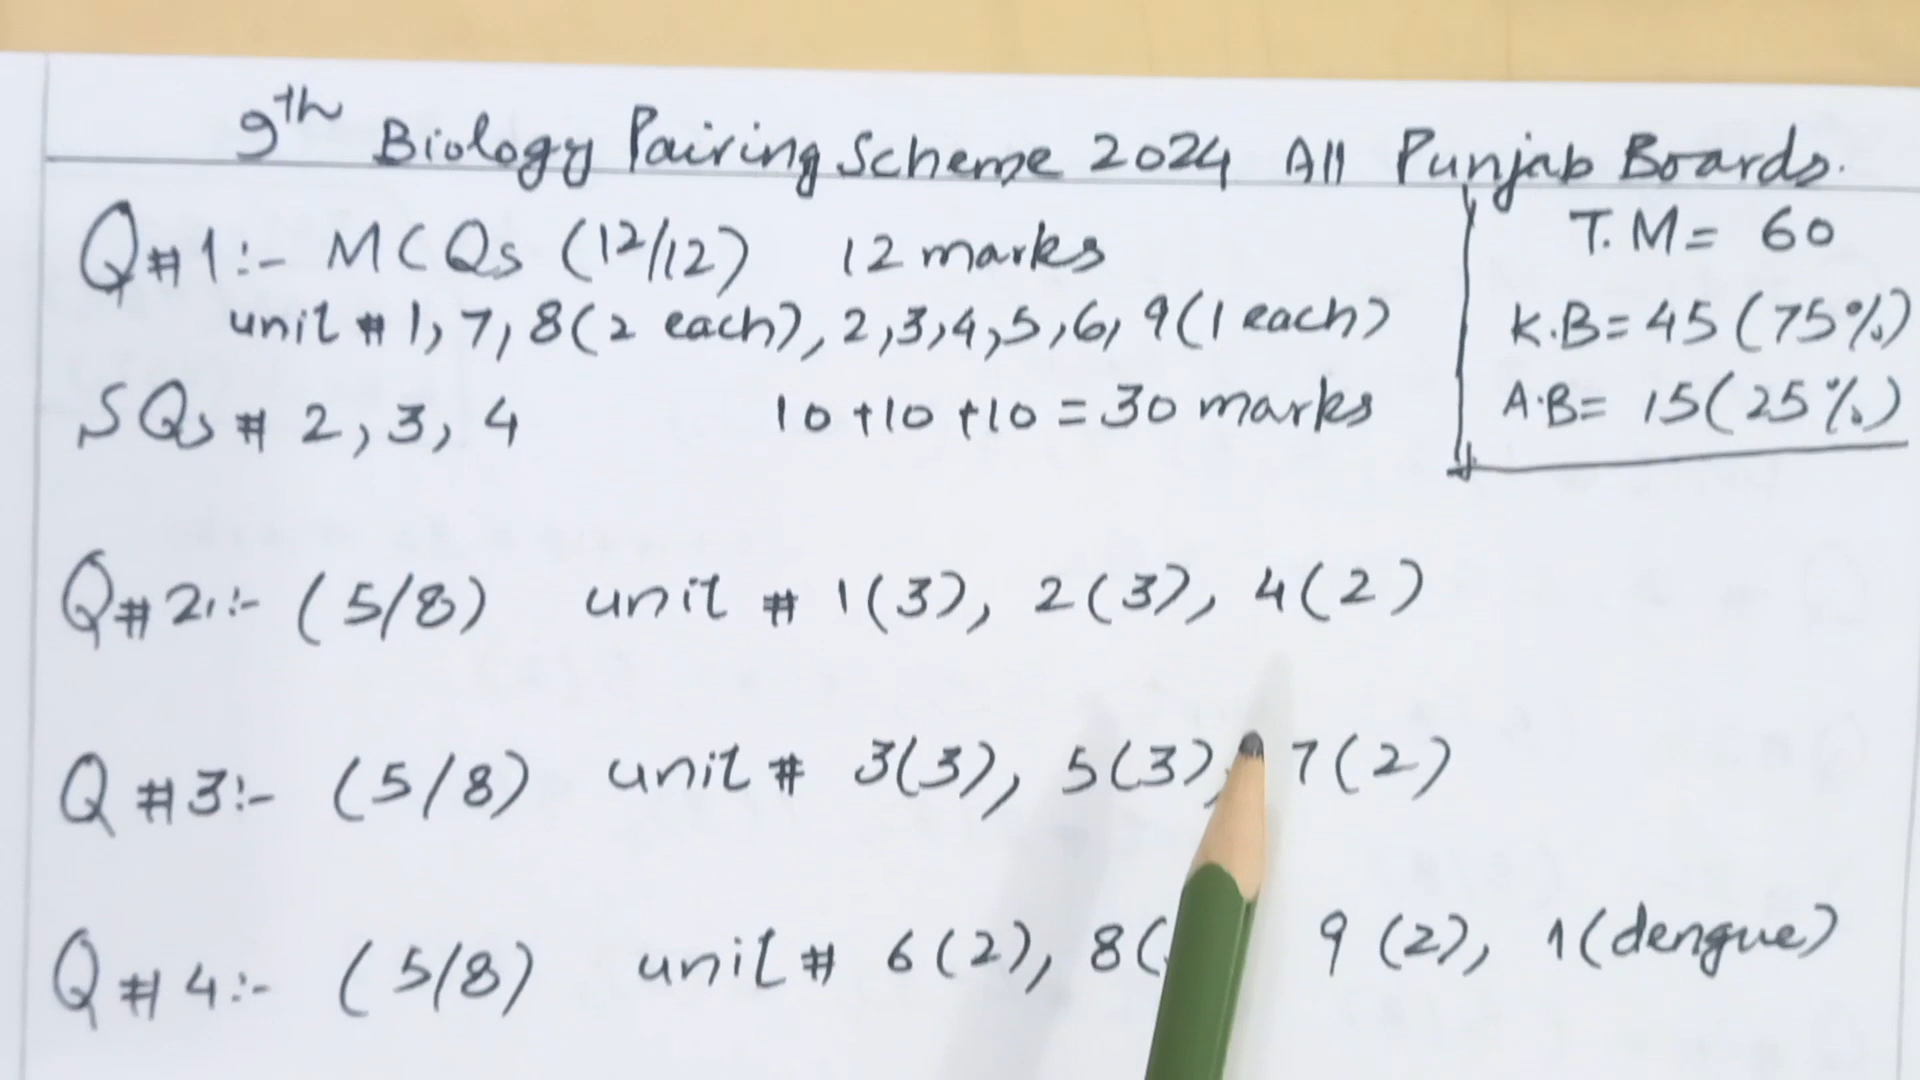 9th Biology Pairing Scheme 2024 All Punjab Boards.
Q#1:- MCQs (12/12) 12 marks
unit # 1, 7, 8(2 each), 2,3,4,5,6, 9(1 each)
SQs # 2, 3, 4 10+10+10 = 30 marks
T.M = 60
K.B = 45 (75%)
A.B = 15(25%)
Q#2:- (5/8) unit # 1(3), 2(3), 4(2)
Q#3:- (5/8) unit # 3(3), 5(3), 7(2)
Q#4:- (5/8) unit # 6(2), 8( 9(2), 1(dengue)